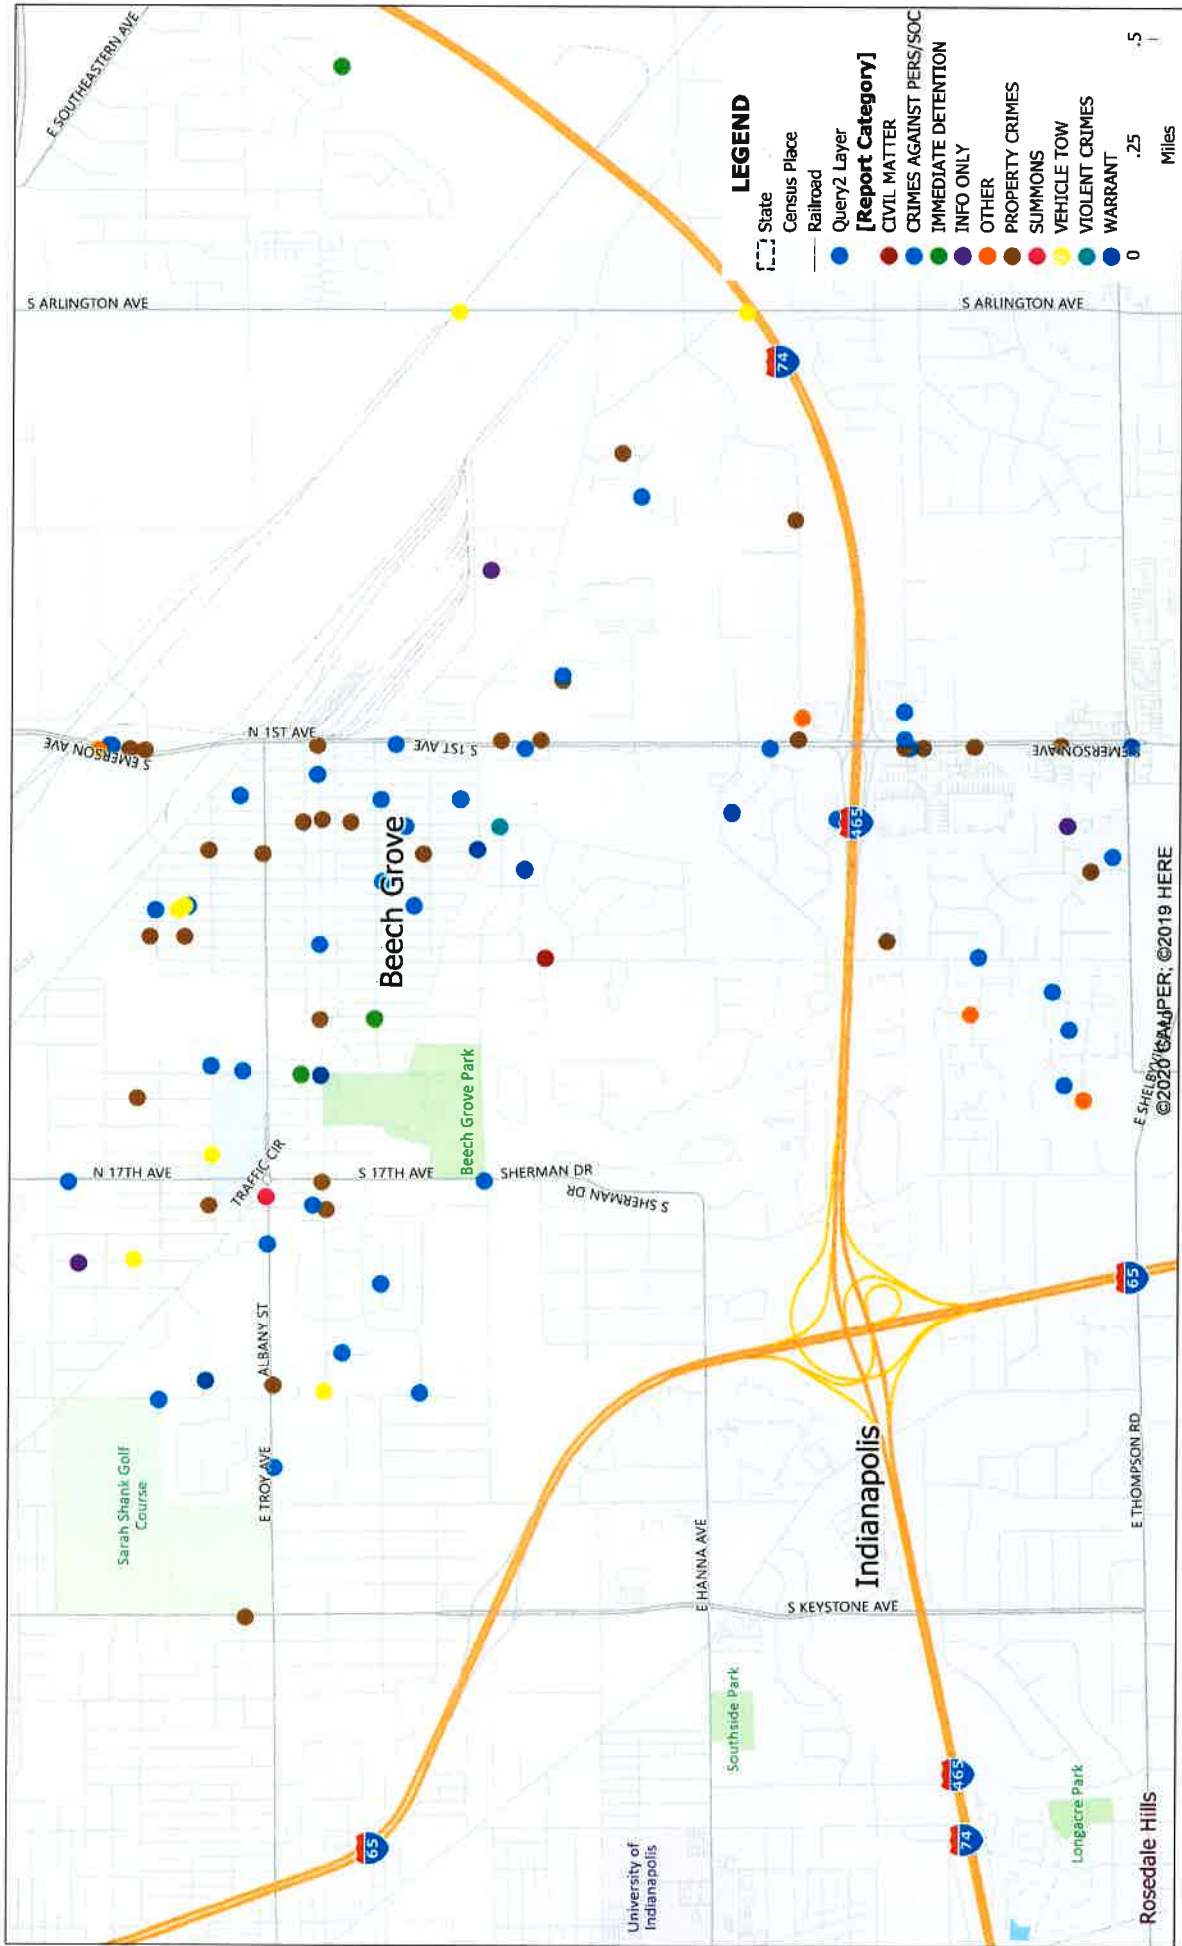 E SOUTHEASTERN AVE
S ARLINGTON AVE
S ARLINGTON AVE
74
LEGEND
State
Census Place
Railroad
Query2 Layer
[Report Category]
CIVIL MATTER
CRIMES AGAINST PERS/SOC
IMMEDIATE DETENTION
INFO ONLY
OTHER
PROPERTY CRIMES
SUMMONS
VEHICLE TOW
VIOLENT CRIMES
WARRANT
0
.25
.5
Miles
S EMERSON AVE
S EMERSON AVE
N 1ST AVE
S 1ST AVE
S EMERSON AVE
Beech Grove
465
Beech Grove Park
N 17TH AVE
TRAFFIC CIR
S 17TH AVE
SHERMAN DR
S SHERMAN DR
ALBANY ST
E TROY AVE
Sarah Shank Golf
Course
65
E HANNA AVE
Indianapolis
S KEYSTONE AVE
E THOMPSON RD
Southside Park
465
74
65
University of
Indianapolis
Longacre Park
Rosedale Hills
©2020 CALIPER; ©2019 HERE